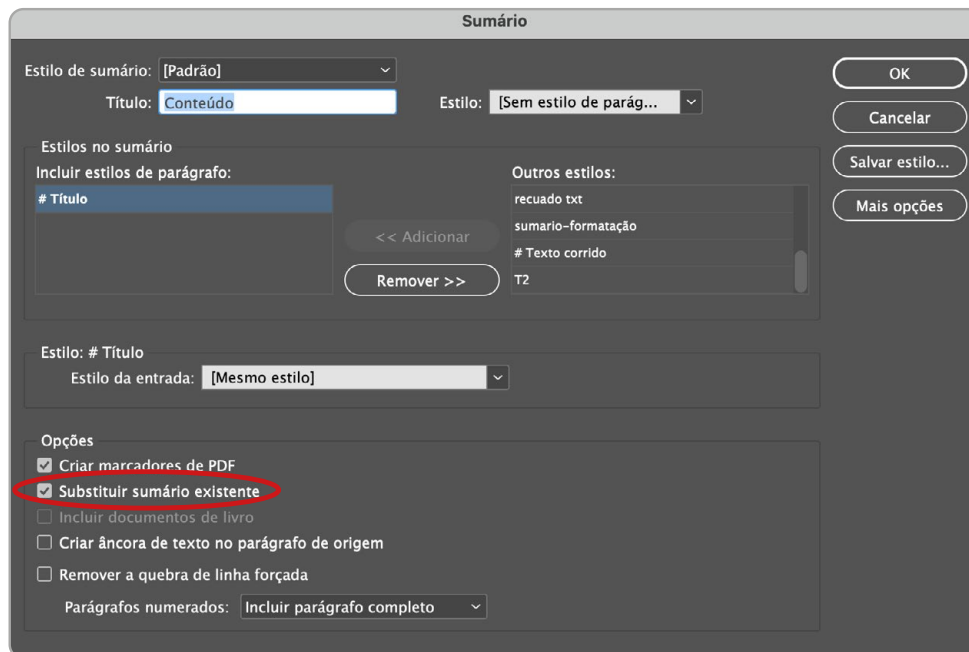 Sumário
Estilo de sumário: [Padrão]
Título: Conteúdo Estilo: [Sem estilo de parág...
OK
Cancelar
Salvar estilo...
Mais opções
Estilos no sumário
Incluir estilos de parágrafo:
# Título
<< Adicionar
Remover >>
Outros estilos:
recuado txt
sumario-formatação
# Texto corrido
T2
Estilo: # Título
Estilo da entrada: [Mesmo estilo]
Opções
Criar marcadores de PDF
Substituir sumário existente
Incluir documentos de livro
Criar âncora de texto no parágrafo de origem
Remover a quebra de linha forçada
Parágrafos numerados: Incluir parágrafo completo